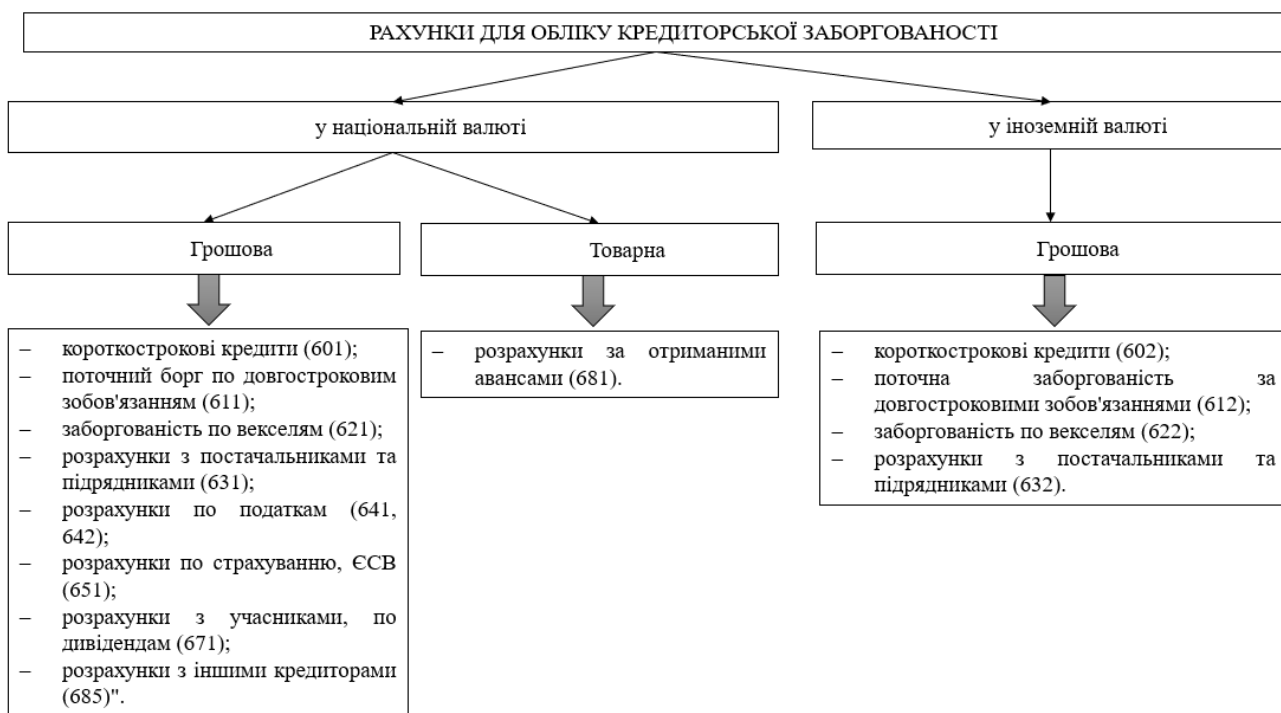 РАХУНКИ ДЛЯ ОБЛІКУ КРЕДИТОРСЬКОЇ ЗАБОРГОВАНОСТІ
у національній валюті
у іноземній валюті
Грошова
Товарна
Грошова
– короткострокові кредити (601);
– поточний борг по довгостроковим
зобов'язанням (611);
– заборгованість по векселям (621);
– розрахунки з постачальниками та
підрядниками (631);
– розрахунки по податкам (641,
642);
– розрахунки по страхуванню, ЄСВ
(651);
– розрахунки з учасниками, по
дивідендам (671);
– розрахунки з іншими кредиторами
(685)".
– розрахунки за отриманими
авансами (681).
– короткострокові кредити (602);
– поточна заборгованість за
довгостроковими зобов'язаннями (612);
– заборгованість по векселям (622);
– розрахунки з постачальниками та
підрядниками (632).